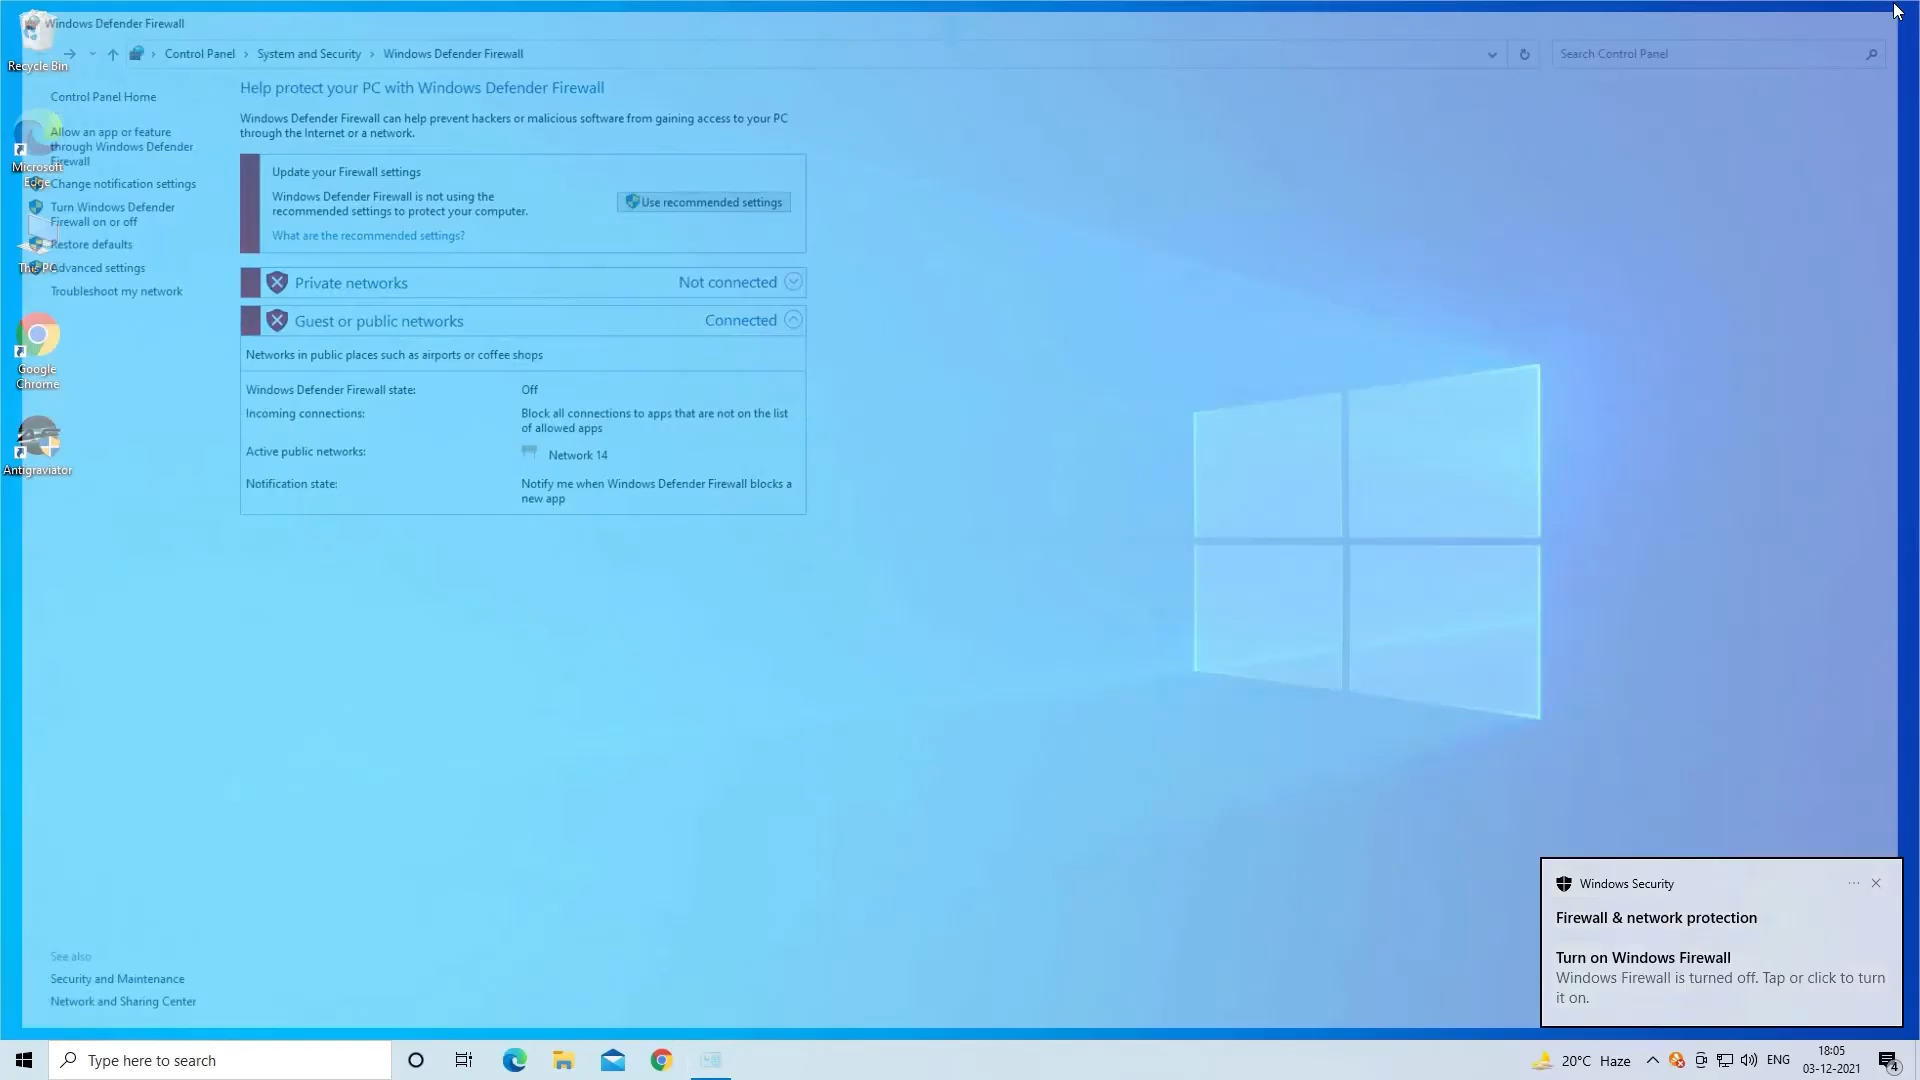 Windows Defender Firewall
Recycle Bin
Control Panel > System and Security > Windows Defender Firewall
Search Control Panel
Control Panel Home
Allow an app or feature
through Windows Defender
Firewall
Change notification settings
Turn Windows Defender
Firewall on or off
Restore defaults
Advanced settings
Troubleshoot my network
Microsoft
Edge
This PC
Google
Chrome
Antigraviator
Help protect your PC with Windows Defender Firewall
Windows Defender Firewall can help prevent hackers or malicious software from gaining access to your PC
through the Internet or a network.
Update your Firewall settings
Windows Defender Firewall is not using the
recommended settings to protect your computer.
Use recommended settings
What are the recommended settings?
Private networks Not connected
Guest or public networks Connected
Networks in public places such as airports or coffee shops
Windows Defender Firewall state: Off
Incoming connections: Block all connections to apps that are not on the list
of allowed apps
Active public networks: Network 14
Notification state: Notify me when Windows Defender Firewall blocks a
new app
See also
Security and Maintenance
Network and Sharing Center
Windows Security
Firewall & network protection
Turn on Windows Firewall
Windows Firewall is turned off. Tap or click to turn
it on.
Type here to search
20°C Haze
ENG
18:05
03-12-2021
4